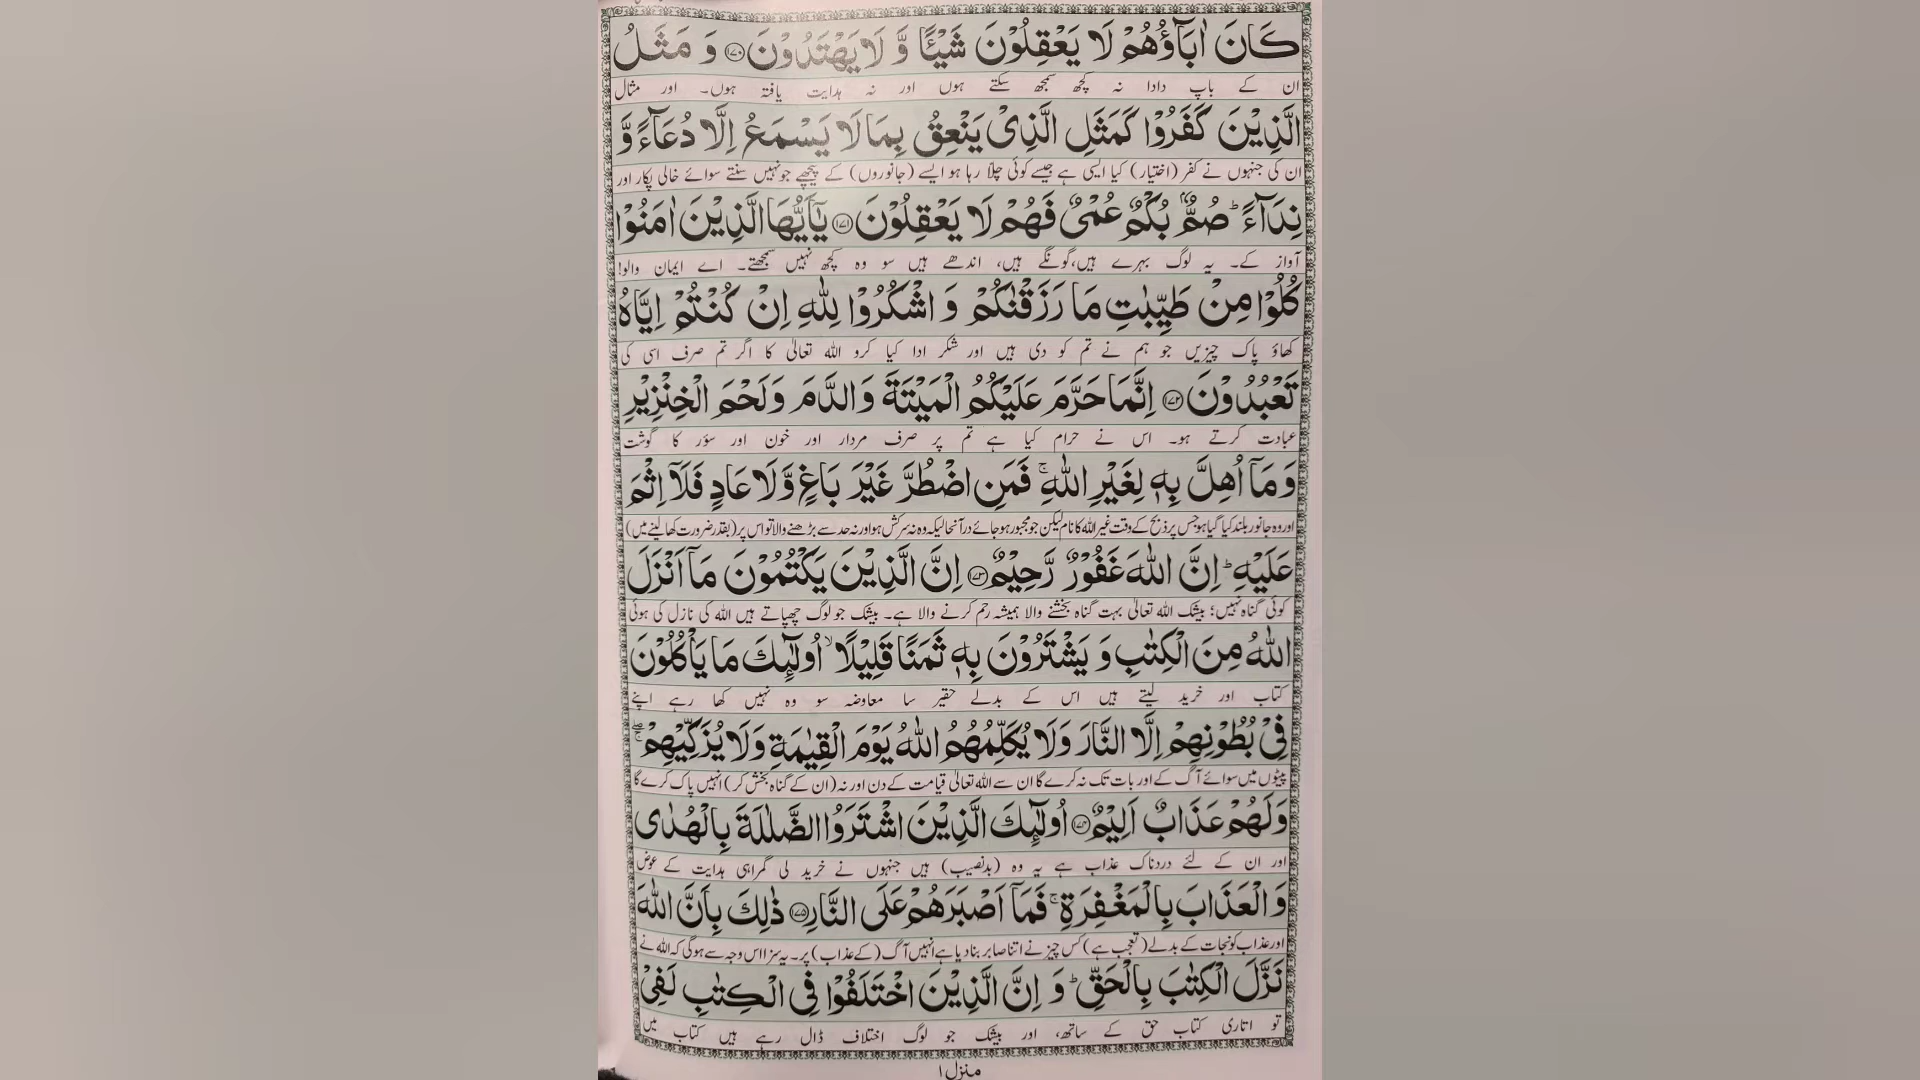 كَانَ اٰبَآؤُهُمْ لَا يَعْقِلُوْنَ شَيْـًٔا وَّ لَا يَهْتَدُوْنَ ﴿۱۷۰﴾ وَ مَثَلُ
ان کے باپ دادا نہ کچھ سمجھ سکتے ہوں اور نہ ہدایت یافتہ ہوں۔ اور مثال
الَّذِيْنَ كَفَرُوْا كَمَثَلِ الَّذِيْ يَنْعِقُ بِمَا لَا يَسْمَعُ اِلَّا دُعَآءً وَّ
ان کی جنہوں نے کفر (اختیار) کیا ایسی ہے جیسے کوئی چلّا رہا ہو ایسے (جانوروں) کے پیچھے جو نہیں سنتے سوائے خالی پکار اور
نِدَآءً ؕ صُمٌّۢ بُكْمٌ عُمْيٌ فَهُمْ لَا يَعْقِلُوْنَ ﴿۱۷۱﴾ يٰٓاَيُّهَا الَّذِيْنَ اٰمَنُوْا
آواز کے۔ یہ لوگ بہرے ہیں، گونگے ہیں، اندھے ہیں سو وہ کچھ نہیں سمجھتے۔ اے ایمان والو!
كُلُوْا مِنْ طَيِّبٰتِ مَا رَزَقْنٰكُمْ وَ اشْكُرُوْا لِلّٰهِ اِنْ كُنْتُمْ اِيَّاهُ
کھاؤ پاک چیزیں جو ہم نے تم کو دی ہیں اور شکر ادا کیا کرو اللہ تعالیٰ کا اگر تم صرف اسی کی
تَعْبُدُوْنَ ﴿۱۷۲﴾ اِنَّمَا حَرَّمَ عَلَيْكُمُ الْمَيْتَةَ وَ الدَّمَ وَ لَحْمَ الْخِنْزِيْرِ
عبادت کرتے ہو۔ اس نے حرام کیا ہے تم پر صرف مردار اور خون اور سؤر کا گوشت
وَ مَآ اُهِلَّ بِهٖ لِغَيْرِ اللّٰهِ ۚ فَمَنِ اضْطُرَّ غَيْرَ بَاغٍ وَّ لَا عَادٍ فَلَآ اِثْمَ
اور وہ جانور بلند کیا گیا ہو جس پر ذبح کے وقت غیر اللہ کا نام لیکن جو مجبور ہو جائے درآنحالیکہ وہ نہ سرکش ہو اور نہ حد سے بڑھنے والا تو اس پر (بقدر ضرورت کھا لینے میں)
عَلَيْهِ ؕ اِنَّ اللّٰهَ غَفُوْرٌ رَّحِيْمٌ ﴿۱۷۳﴾ اِنَّ الَّذِيْنَ يَكْتُمُوْنَ مَآ اَنْزَلَ
کوئی گناہ نہیں؛ بیشک اللہ تعالیٰ بہت گناہ بخشنے والا ہمیشہ رحم کرنے والا ہے۔ بیشک جو لوگ چھپاتے ہیں اللہ کی نازل کی ہوئی
اللّٰهُ مِنَ الْكِتٰبِ وَ يَشْتَرُوْنَ بِهٖ ثَمَنًا قَلِيْلًا ۙ اُولٰٓئِكَ مَا يَاْكُلُوْنَ
کتاب اور خرید لیتے ہیں اس کے بدلے حقیر سا معاوضہ سو وہ نہیں کھا رہے اپنے
فِيْ بُطُوْنِهِمْ اِلَّا النَّارَ وَ لَا يُكَلِّمُهُمُ اللّٰهُ يَوْمَ الْقِيٰمَةِ وَ لَا يُزَكِّيْهِمْ ۖۚ
پیٹوں میں سوائے آگ کے اور بات تک نہ کرے گا ان سے اللہ تعالیٰ قیامت کے دن اور نہ (ان کے گناہ بخش کر) انہیں پاک کرے گا
وَ لَهُمْ عَذَابٌ اَلِيْمٌ ﴿۱۷۴﴾ اُولٰٓئِكَ الَّذِيْنَ اشْتَرَوُا الضَّلٰلَةَ بِالْهُدٰى
اور ان کے لئے دردناک عذاب ہے یہ وہ (بدنصیب) ہیں جنہوں نے خرید لی گمراہی ہدایت کے عوض
وَ الْعَذَابَ بِالْمَغْفِرَةِ ۚ فَمَآ اَصْبَرَهُمْ عَلَى النَّارِ ﴿۱۷۵﴾ ذٰلِكَ بِاَنَّ اللّٰهَ
اور عذاب کو نجات کے بدلے (تعجب ہے) کس چیز نے اتنا صابر بنا دیا ہے انہیں آگ (کے عذاب) پر۔ یہ سزا اس وجہ سے ہوگی کہ اللہ نے
نَزَّلَ الْكِتٰبَ بِالْحَقِّ ؕ وَ اِنَّ الَّذِيْنَ اخْتَلَفُوْا فِي الْكِتٰبِ لَفِيْ
تو اتاری کتاب حق کے ساتھ، اور بیشک جو لوگ اختلاف ڈال رہے ہیں کتاب میں
منزل ۱